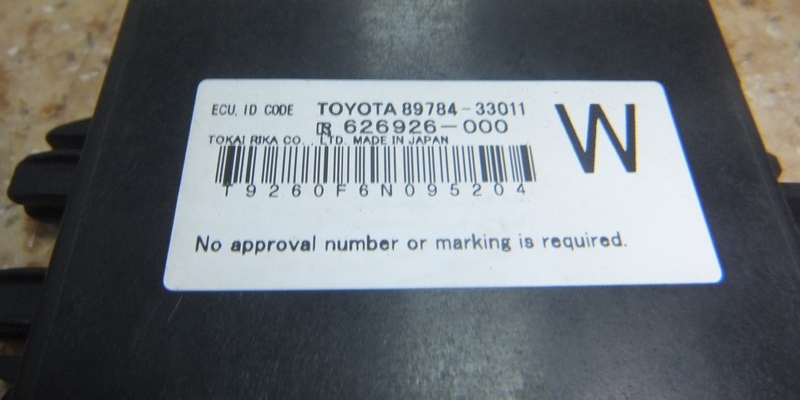 ECU, ID CODE TOYOTA 89784-33011
626926-000
TOKAI RIKA CO., LTD. MADE IN JAPAN
W
T9260F6N095204
No approval number or marking is required.